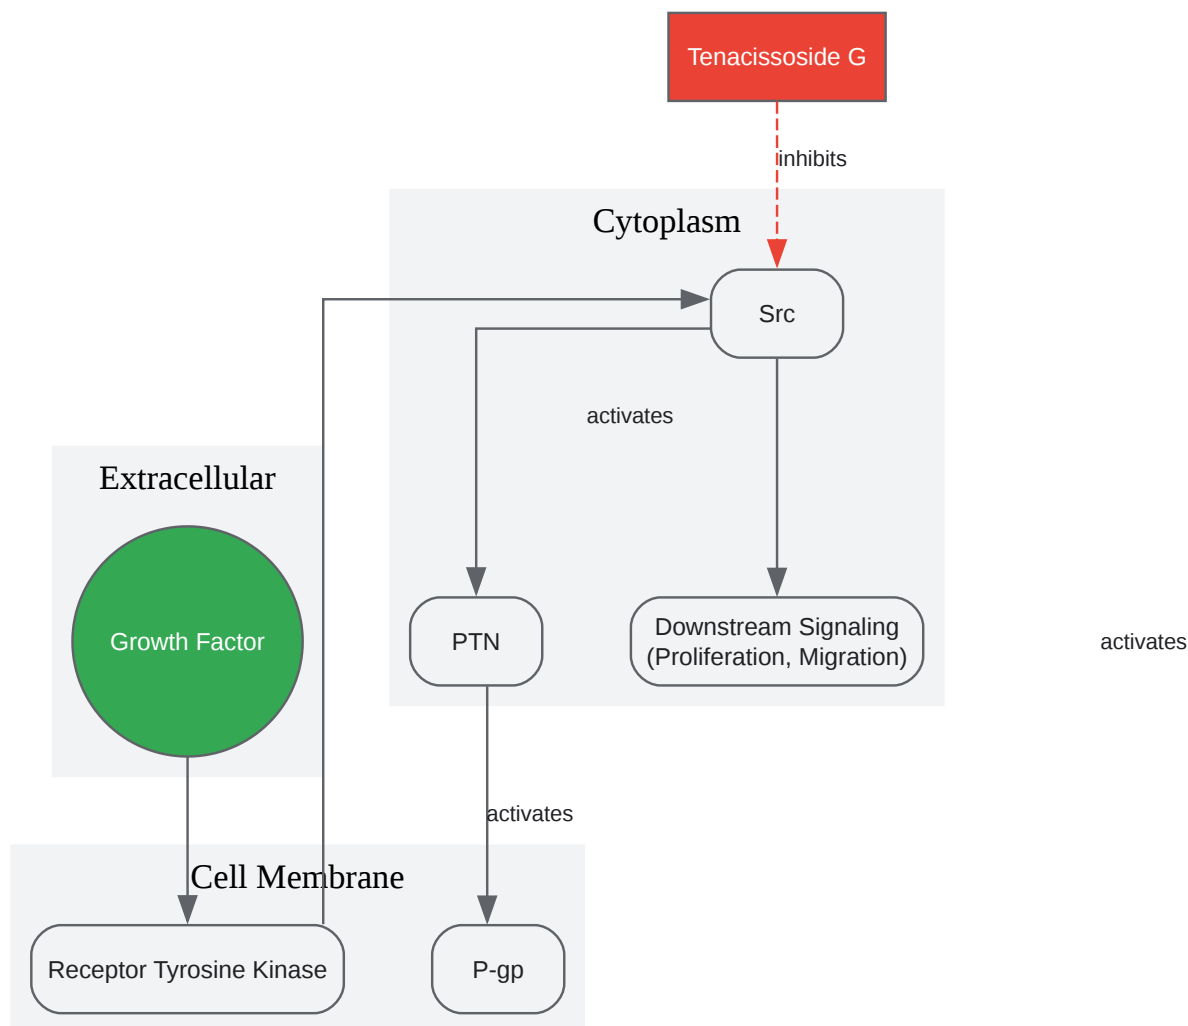 Tenacissoside G
inhibits
Cytoplasm
Src
activates
Extracellular
Growth Factor
PTN
Downstream Signaling
(Proliferation, Migration)
activates
activates
Cell Membrane
Receptor Tyrosine Kinase
P-gp